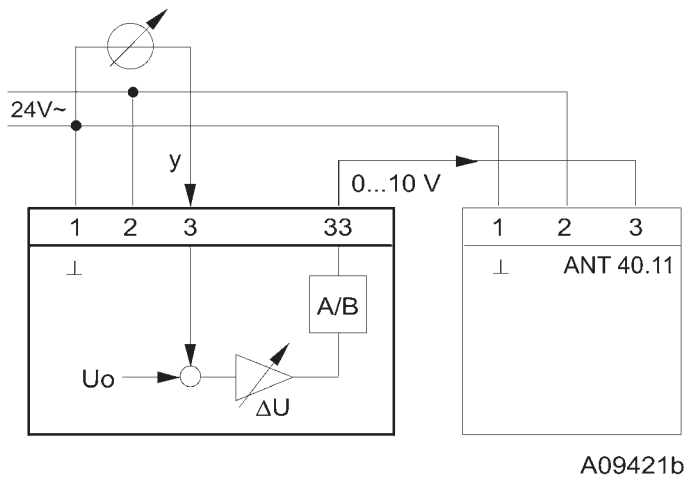 24V~
y
0...10 V
1 2 3 33
1 2 3
⊥
⊥ ANT 40.11
A/B
Uo
ΔU
A09421b